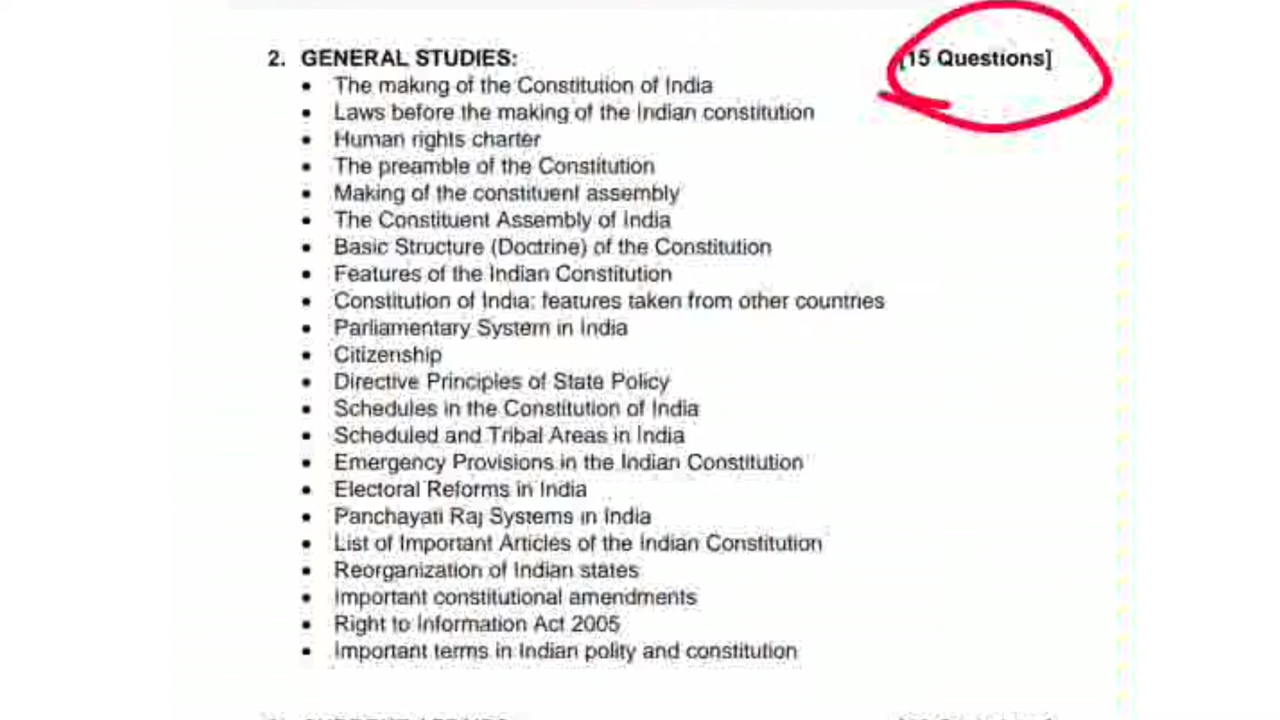 2. GENERAL STUDIES: [15 Questions]
• The making of the Constitution of India
• Laws before the making of the Indian constitution
• Human rights charter
• The preamble of the Constitution
• Making of the constituent assembly
• The Constituent Assembly of India
• Basic Structure (Doctrine) of the Constitution
• Features of the Indian Constitution
• Constitution of India: features taken from other countries
• Parliamentary System in India
• Citizenship
• Directive Principles of State Policy
• Schedules in the Constitution of India
• Scheduled and Tribal Areas in India
• Emergency Provisions in the Indian Constitution
• Electoral Reforms in India
• Panchayati Raj Systems in India
• List of Important Articles of the Indian Constitution
• Reorganization of Indian states
• Important constitutional amendments
• Right to Information Act 2005
• Important terms in Indian polity and constitution